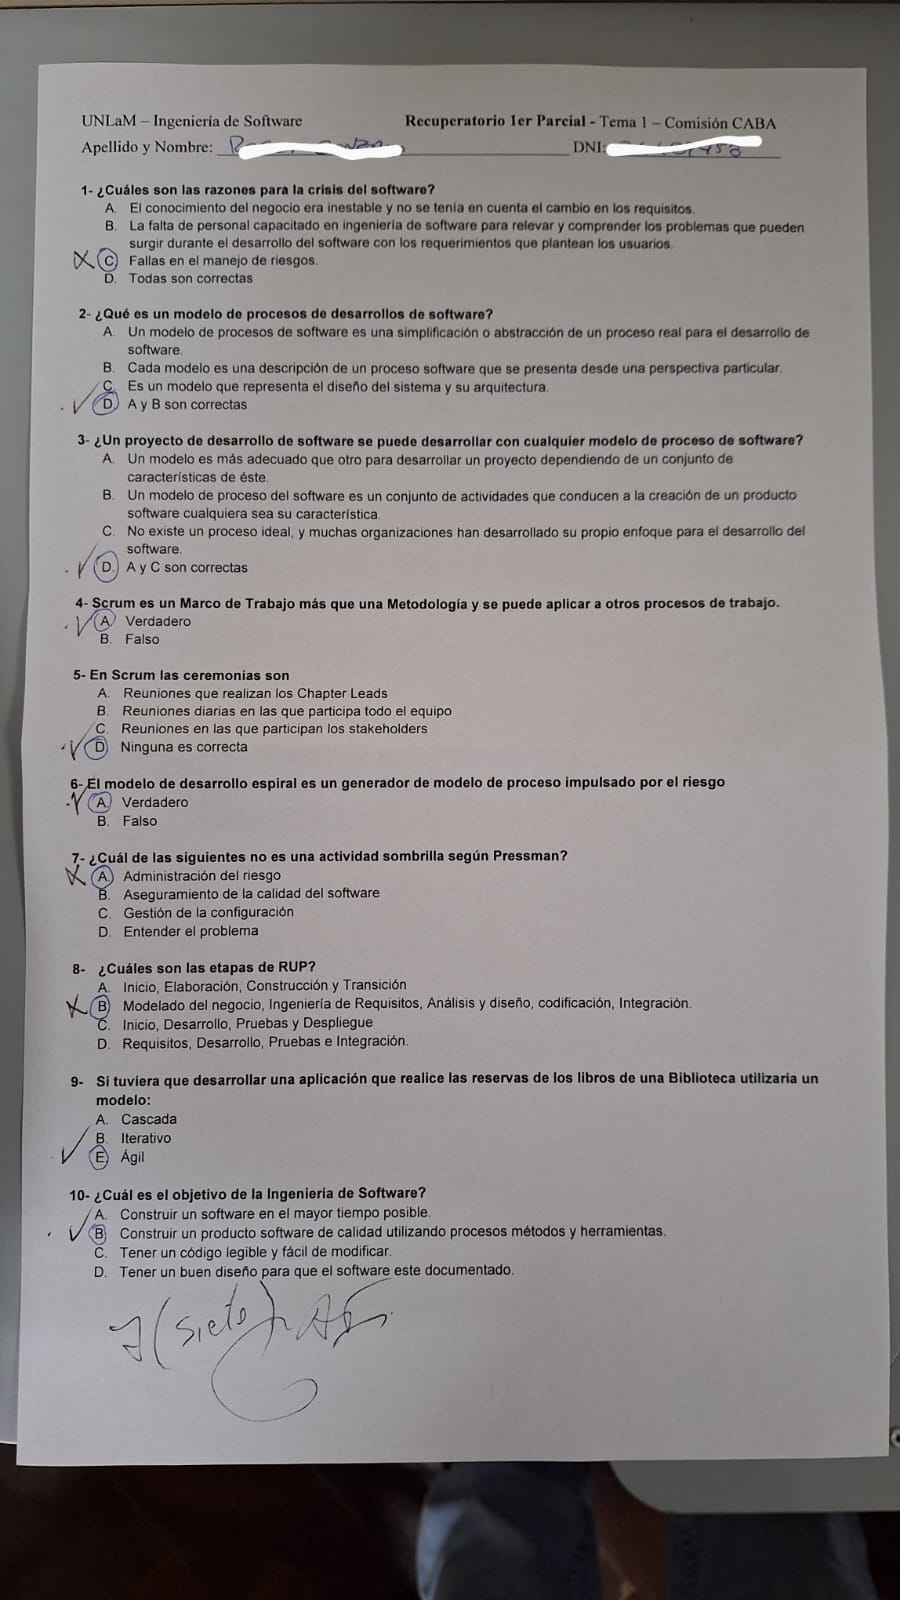 UNLaM – Ingeniería de Software Recuperatorio 1er Parcial - Tema 1 – Comisión CABA
Apellido y Nombre: DNI:
1- ¿Cuáles son las razones para la crisis del software?
A. El conocimiento del negocio era inestable y no se tenía en cuenta el cambio en los requisitos.
B. La falta de personal capacitado en ingeniería de software para relevar y comprender los problemas que pueden
surgir durante el desarrollo del software con los requerimientos que plantean los usuarios.
C Fallas en el manejo de riesgos.
D. Todas son correctas
2- ¿Qué es un modelo de procesos de desarrollos de software?
A. Un modelo de procesos de software es una simplificación o abstracción de un proceso real para el desarrollo de
software.
B. Cada modelo es una descripción de un proceso software que se presenta desde una perspectiva particular.
C. Es un modelo que representa el diseño del sistema y su arquitectura.
D. A y B son correctas
3- ¿Un proyecto de desarrollo de software se puede desarrollar con cualquier modelo de proceso de software?
A. Un modelo es más adecuado que otro para desarrollar un proyecto dependiendo de un conjunto de
características de éste.
B. Un modelo de proceso del software es un conjunto de actividades que conducen a la creación de un producto
software cualquiera sea su característica.
C. No existe un proceso ideal, y muchas organizaciones han desarrollado su propio enfoque para el desarrollo del
software.
D. A y C son correctas
4- Scrum es un Marco de Trabajo más que una Metodología y se puede aplicar a otros procesos de trabajo.
A Verdadero
B. Falso
5- En Scrum las ceremonias son
A. Reuniones que realizan los Chapter Leads
B. Reuniones diarias en las que participa todo el equipo
C. Reuniones en las que participan los stakeholders
D Ninguna es correcta
6- El modelo de desarrollo espiral es un generador de modelo de proceso impulsado por el riesgo
A. Verdadero
B. Falso
7- ¿Cuál de las siguientes no es una actividad sombrilla según Pressman?
A. Administración del riesgo
B. Aseguramiento de la calidad del software
C. Gestión de la configuración
D. Entender el problema
8- ¿Cuáles son las etapas de RUP?
A. Inicio, Elaboración, Construcción y Transición
B Modelado del negocio, Ingeniería de Requisitos, Análisis y diseño, codificación, Integración.
C. Inicio, Desarrollo, Pruebas y Despliegue
D. Requisitos, Desarrollo, Pruebas e Integración.
9- Si tuviera que desarrollar una aplicación que realice las reservas de los libros de una Biblioteca utilizaría un
modelo:
A. Cascada
B. Iterativo
E Ágil
10- ¿Cuál es el objetivo de la Ingeniería de Software?
A. Construir un software en el mayor tiempo posible.
B Construir un producto software de calidad utilizando procesos métodos y herramientas.
C. Tener un código legible y fácil de modificar.
D. Tener un buen diseño para que el software este documentado.
7 (siete)